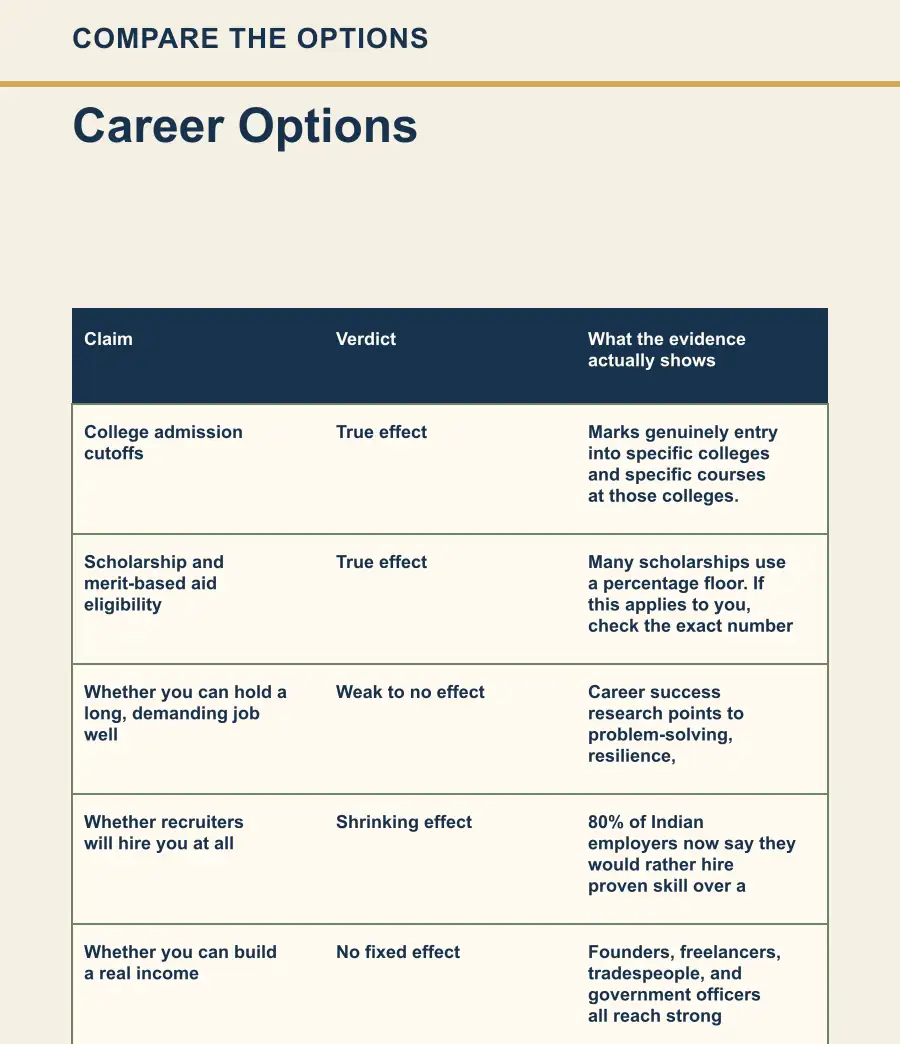 COMPARE THE OPTIONS
Career Options
Claim
Verdict
What the evidence
actually shows
College admission
cutoffs
True effect
Marks genuinely entry
into specific colleges
and specific courses
at those colleges.
Scholarship and
merit-based aid
eligibility
True effect
Many scholarships use
a percentage floor. If
this applies to you,
check the exact number
Whether you can hold a
long, demanding job
well
Weak to no effect
Career success
research points to
problem-solving,
resilience,
Whether recruiters
will hire you at all
Shrinking effect
80% of Indian
employers now say they
would rather hire
proven skill over a
Whether you can build
a real income
No fixed effect
Founders, freelancers,
tradespeople, and
government officers
all reach strong